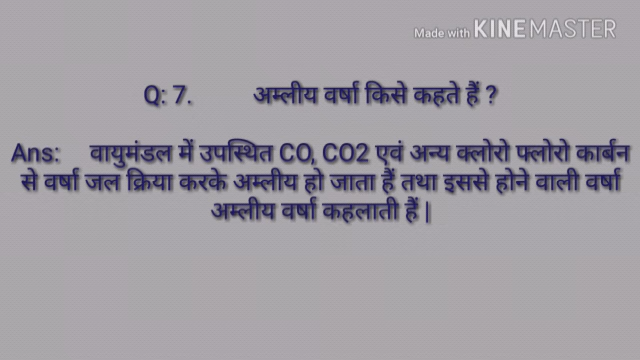 Made with KINEMASTER
Q: 7. अम्लीय वर्षा किसे कहते हैं ?
Ans: वायुमंडल में उपस्थित CO, CO2 एवं अन्य क्लोरो फ्लोरो कार्बन
से वर्षा जल क्रिया करके अम्लीय हो जाता हैं तथा इससे होने वाली वर्षा
अम्लीय वर्षा कहलाती हैं |